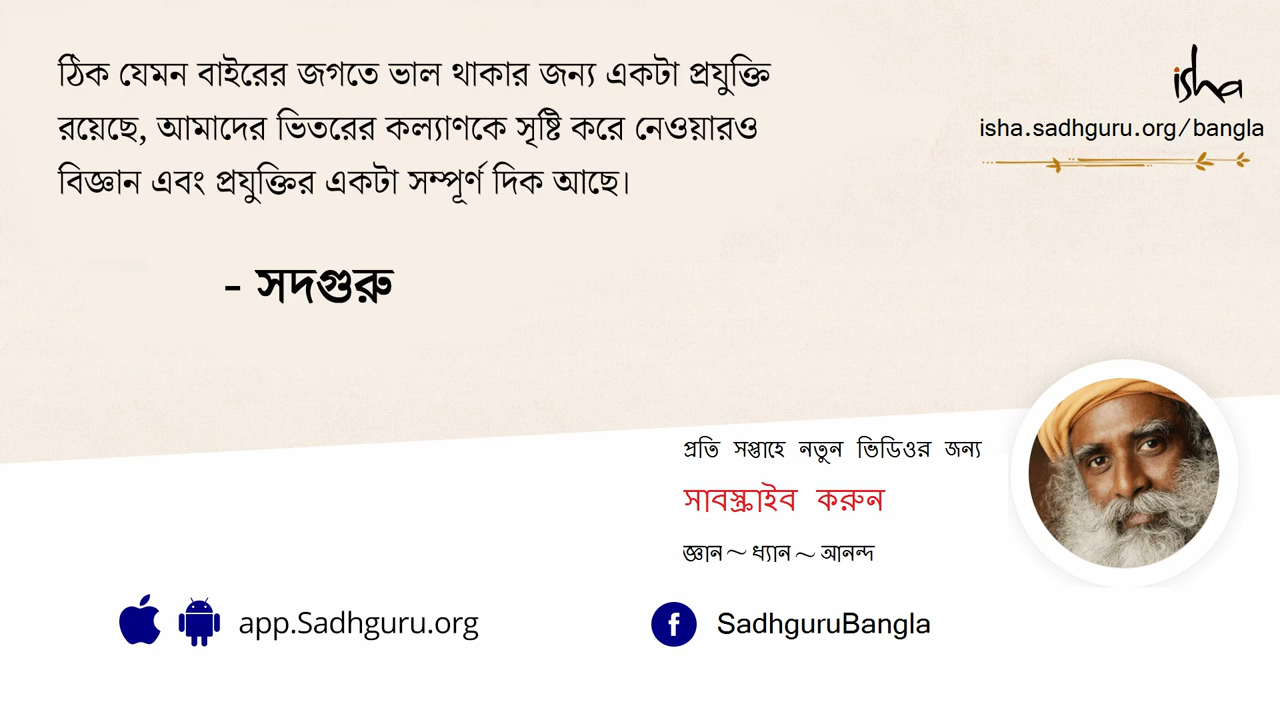 ঠিক যেমন বাইরের জগতে ভাল থাকার জন্য একটা প্রযুক্তি
রয়েছে, আমাদের ভিতরের কল্যাণকে সৃষ্টি করে নেওয়ারও
বিজ্ঞান এবং প্রযুক্তির একটা সম্পূর্ণ দিক আছে।
- সদগুরু
isha
isha.sadhguru.org/bangla
প্রতি সপ্তাহে নতুন ভিডিওর জন্য
সাবস্ক্রাইব করুন
জ্ঞান ~ ধ্যান ~ আনন্দ
app.Sadhguru.org
f SadhguruBangla